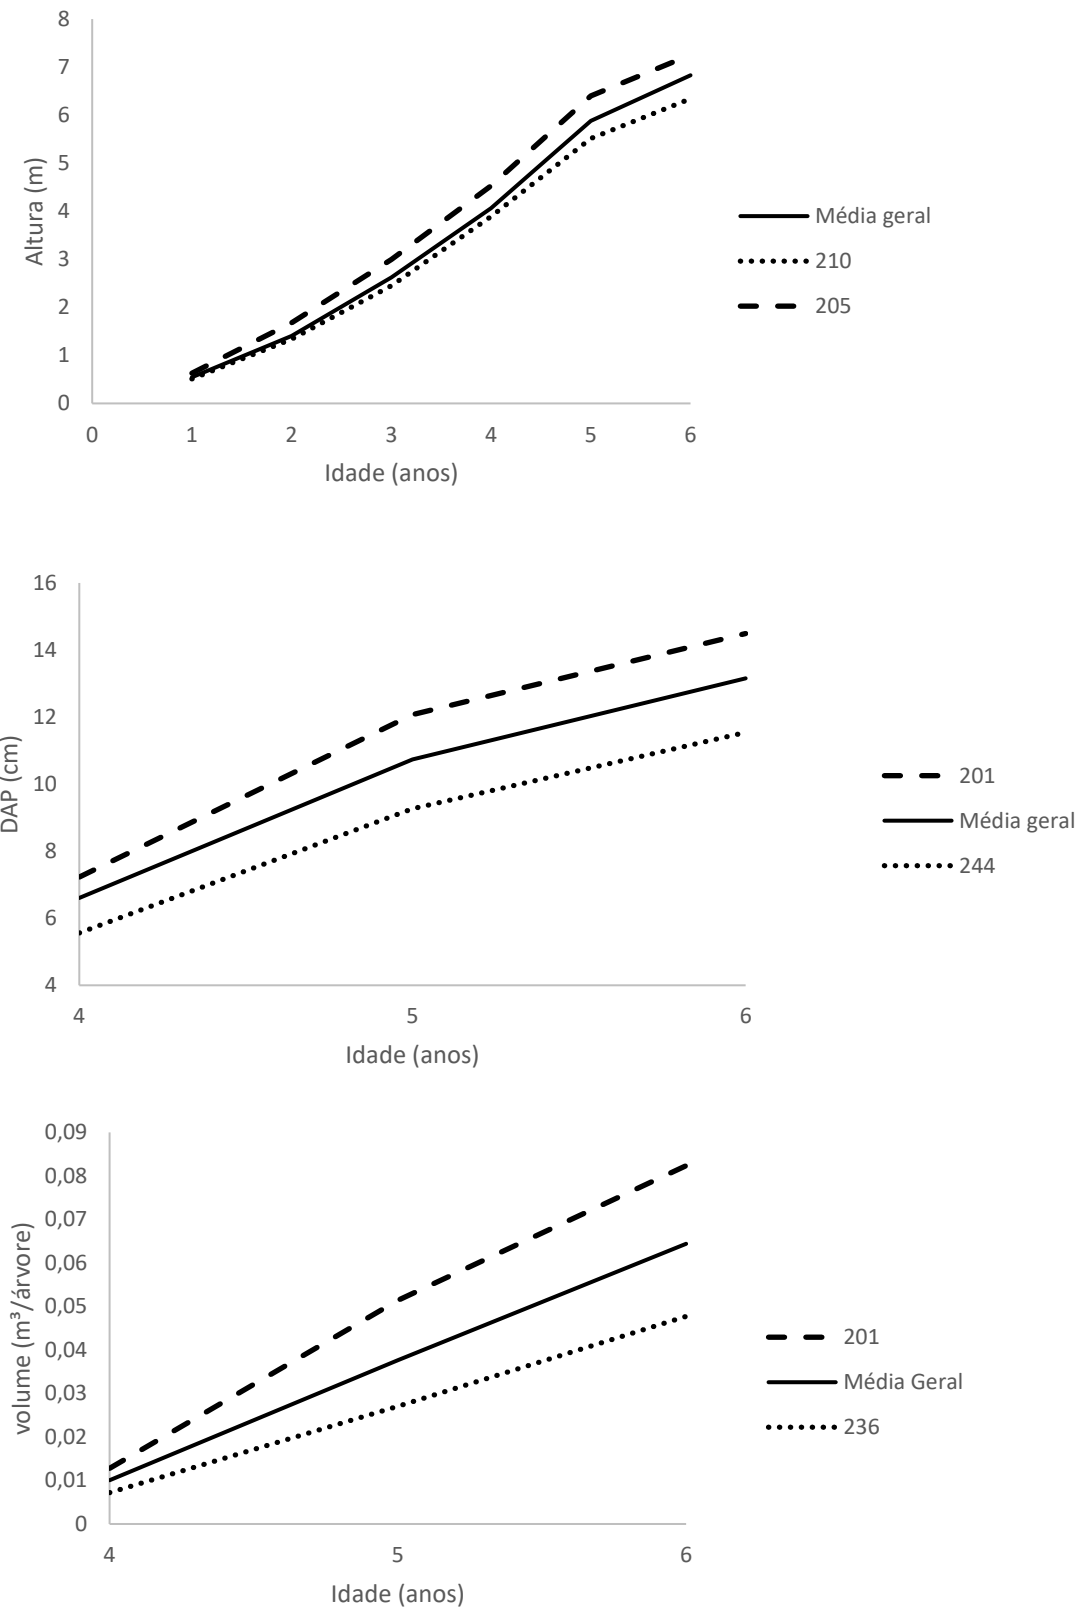 8
7
6
5
4
3
2
1
0
Altura (m)
0 1 2 3 4 5 6
Idade (anos)
Média geral
210
205
16
14
12
10
8
6
4
DAP (cm)
4 5 6
Idade (anos)
201
Média geral
244
0,09
0,08
0,07
0,06
0,05
0,04
0,03
0,02
0,01
0
volume (m³/árvore)
4 5 6
Idade (anos)
201
Média Geral
236